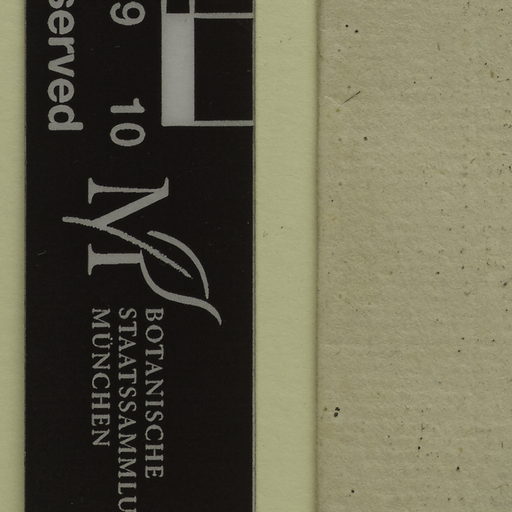 served
9 10
BOTANISCHE
STAATSSAMMLU
MÜNCHEN